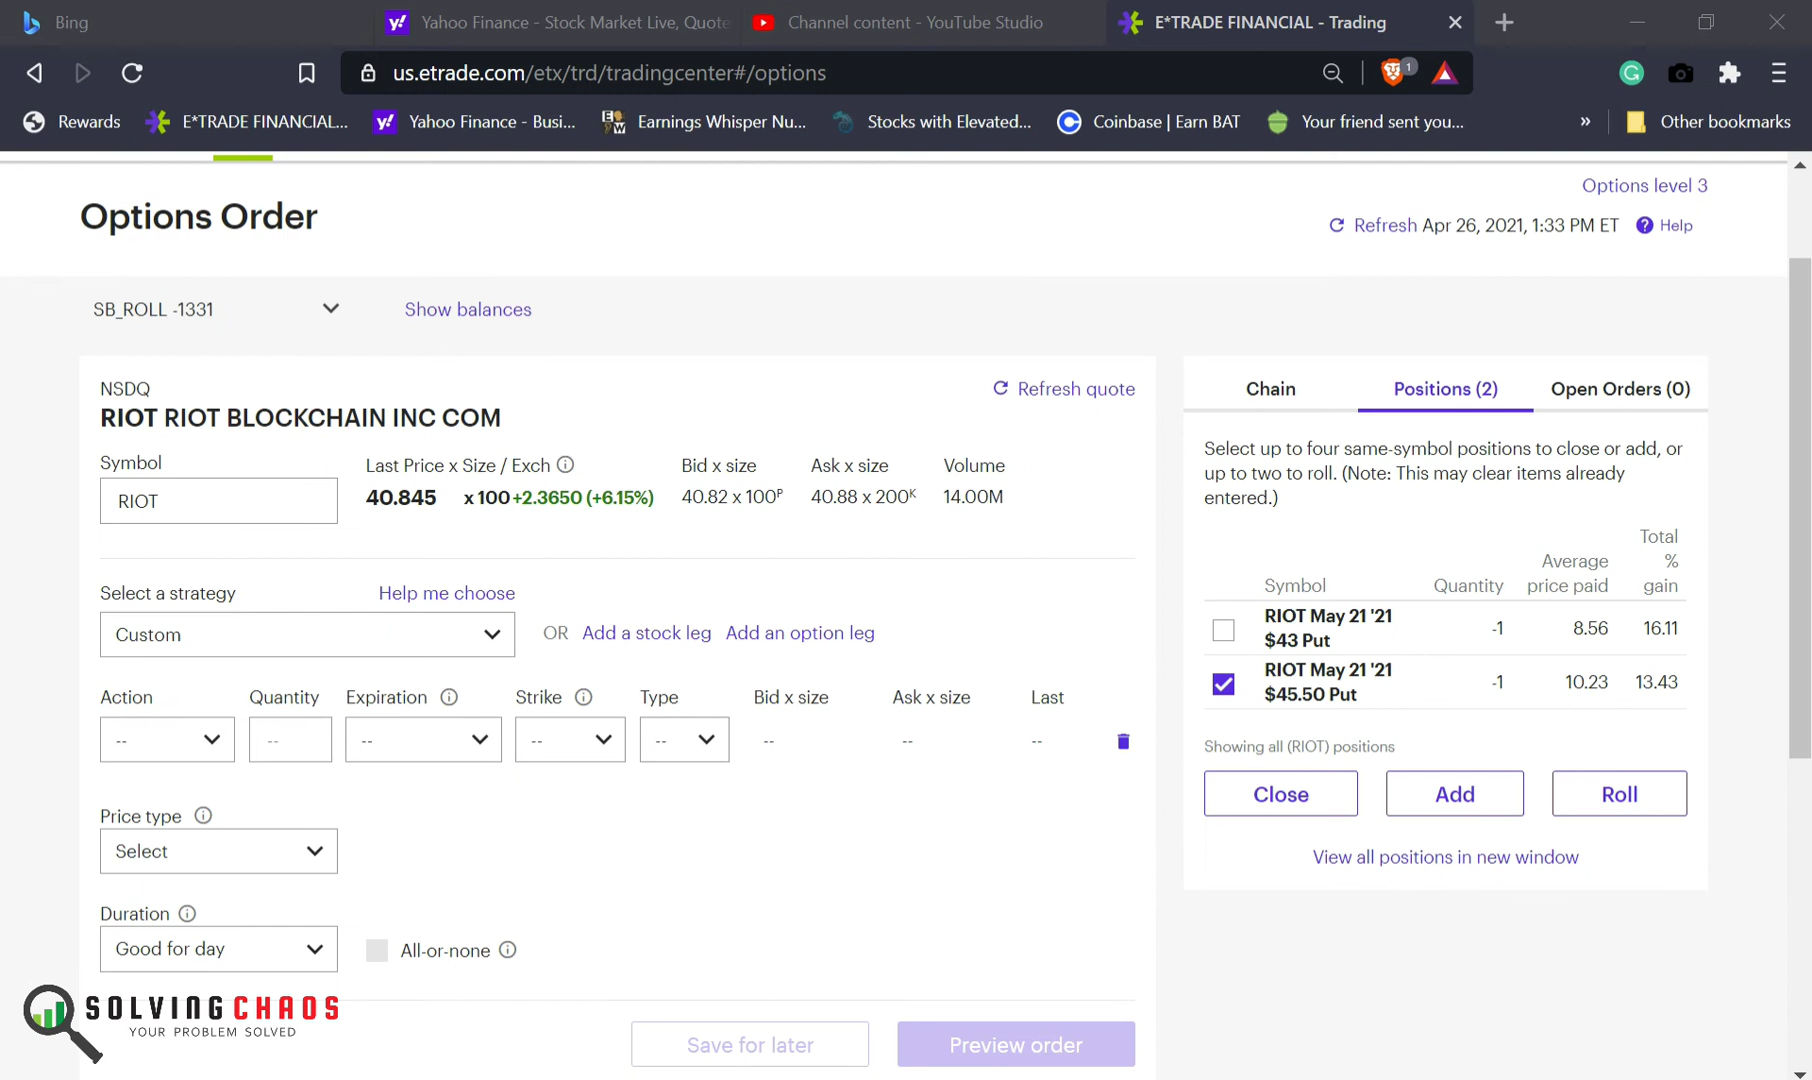 Bing
Yahoo Finance - Stock Market Live, Quote
Channel content - YouTube Studio
E*TRADE FINANCIAL - Trading
us.etrade.com/etx/trd/tradingcenter#/options
1
Rewards
E*TRADE FINANCIAL...
Yahoo Finance - Busi...
Earnings Whisper Nu...
Stocks with Elevated...
Coinbase | Earn BAT
Your friend sent you...
»
Other bookmarks
Options level 3
Options Order
Refresh Apr 26, 2021, 1:33 PM ET
Help
SB_ROLL -1331
Show balances
NSDQ
Refresh quote
RIOT RIOT BLOCKCHAIN INC COM
Symbol
Last Price x Size / Exch
Bid x size
Ask x size
Volume
RIOT
40.845 x 100 +2.3650 (+6.15%)
40.82 x 100P
40.88 x 200K
14.00M
Select a strategy
Help me choose
Custom
OR
Add a stock leg
Add an option leg
Action
Quantity
Expiration
Strike
Type
Bid x size
Ask x size
Last
--
--
--
--
--
--
--
--
Price type
Select
Duration
Good for day
All-or-none
SOLVINGCHAOS
YOUR PROBLEM SOLVED
Save for later
Preview order
Chain
Positions (2)
Open Orders (0)
Select up to four same-symbol positions to close or add, or
up to two to roll. (Note: This may clear items already
entered.)
Symbol
Quantity
Average
price paid
Total
%
gain
RIOT May 21 '21
$43 Put
-1
8.56
16.11
RIOT May 21 '21
$45.50 Put
-1
10.23
13.43
Showing all (RIOT) positions
Close
Add
Roll
View all positions in new window